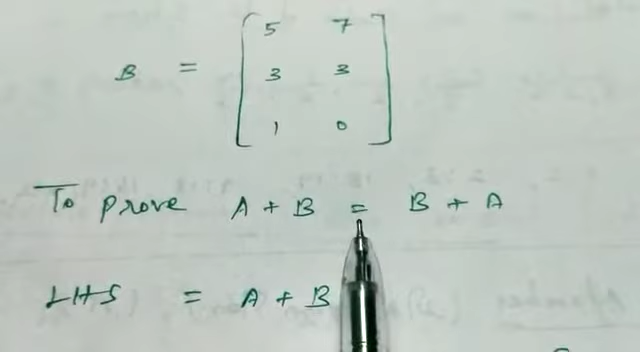 B = [ 5 7
3 3
1 0 ]
To prove A + B = B + A
LHS = A + B